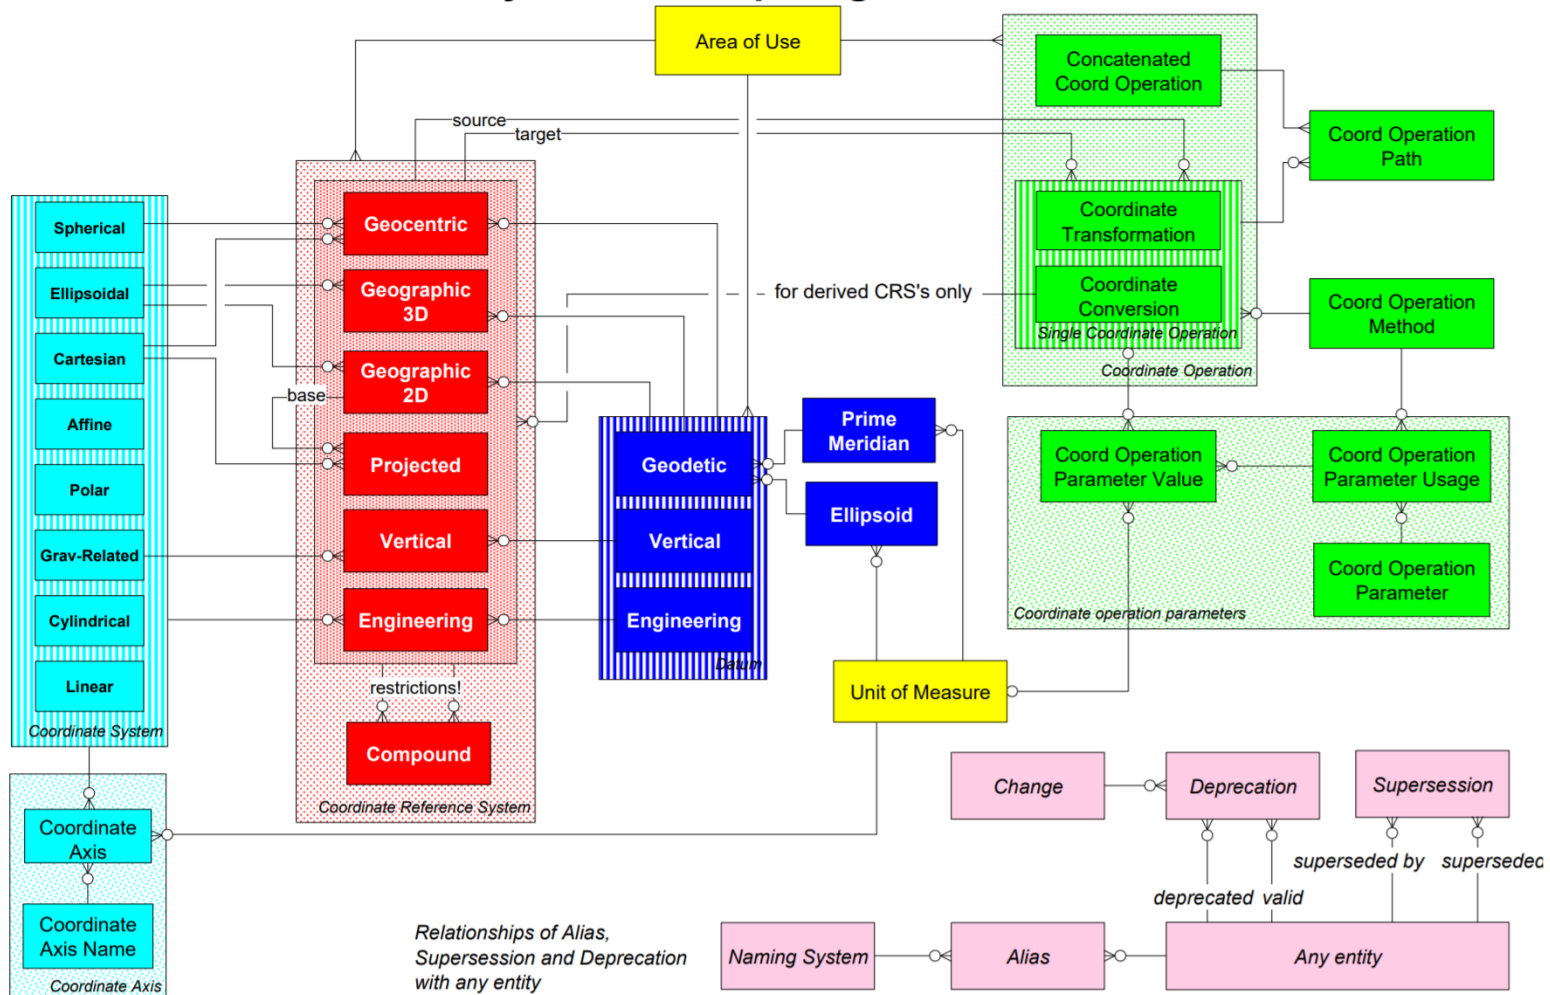 Area of Use
Concatenated
Coord Operation
Coord Operation
Path
source
target
Coordinate
Transformation
Coordinate
Conversion
Single Coordinate Operation
Coordinate Operation
for derived CRS's only
Coord Operation
Method
Spherical
Ellipsoidal
Cartesian
Affine
Polar
Grav-Related
Cylindrical
Linear
Coordinate System
Geocentric
Geographic
3D
Geographic
2D
base
Projected
Vertical
Engineering
restrictions!
Compound
Coordinate Reference System
Geodetic
Vertical
Engineering
Datum
Prime
Meridian
Ellipsoid
Coord Operation
Parameter Value
Coord Operation
Parameter Usage
Coord Operation
Parameter
Coordinate operation parameters
Unit of Measure
Coordinate
Axis
Coordinate
Axis Name
Coordinate Axis
Change
Deprecation
Supersession
superseded by
superseded
deprecated
valid
Relationships of Alias,
Supersession and Deprecation
with any entity
Naming System
Alias
Any entity